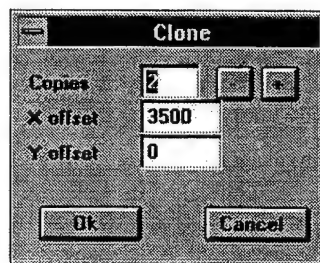 Clone
Copies 2 - +
X offset 3500
Y offset 0
Ok Cancel